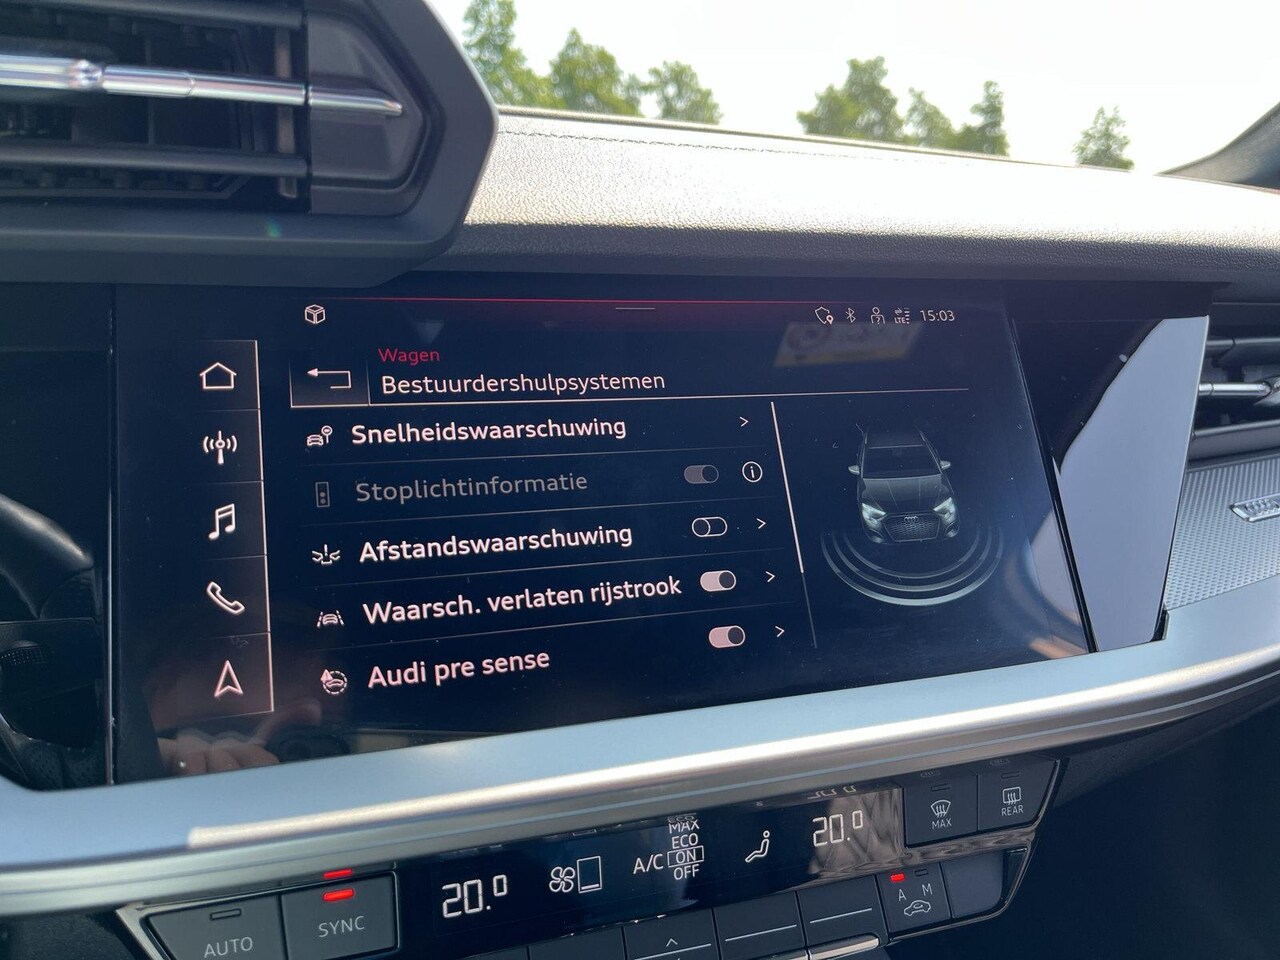 LTE 15:03
Wagen
Bestuurdershulpsystemen
Snelheidswaarschuwing
Stoplichtinformatie
Afstandswaarschuwing
Waarsch. verlaten rijstrook
Audi pre sense
MAX
REAR
20.0
A/C
MAX
ECO
ON
OFF
20.0
AUTO
SYNC
A M